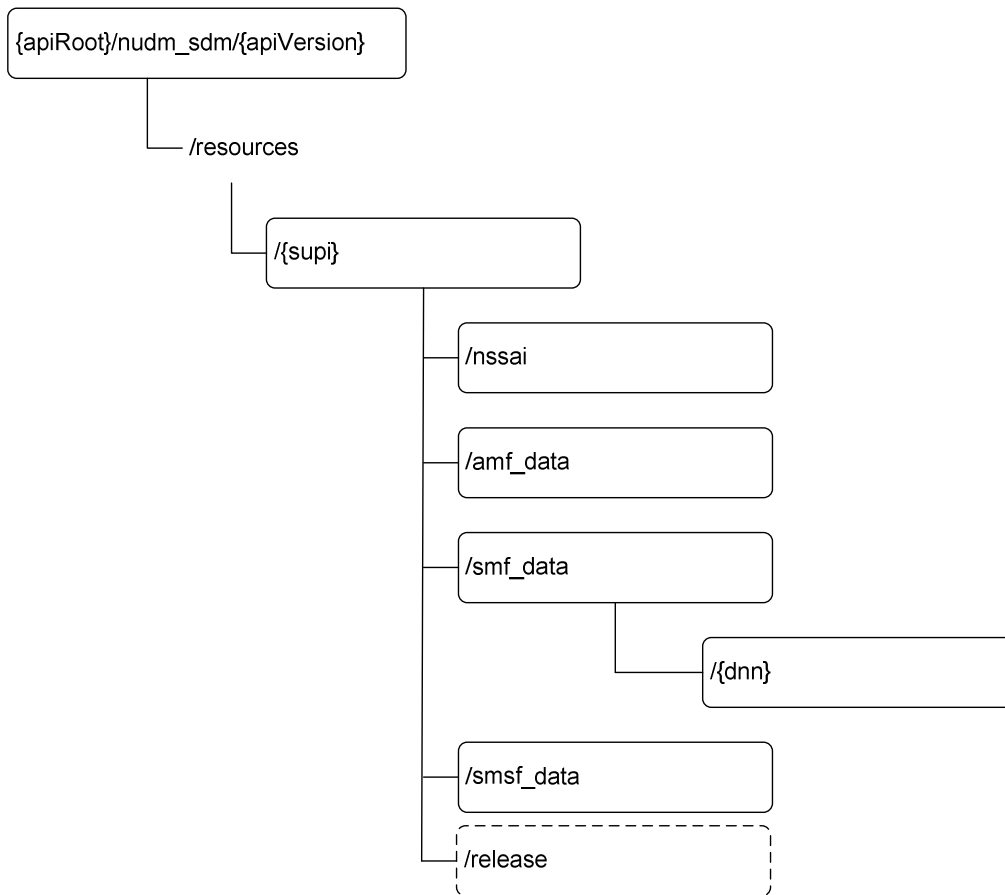 {apiRoot}/nudm_sdm/{apiVersion}
/resources
/{supi}
/nssai
/amf_data
/smf_data
/{dnn}
/smsf_data
/release